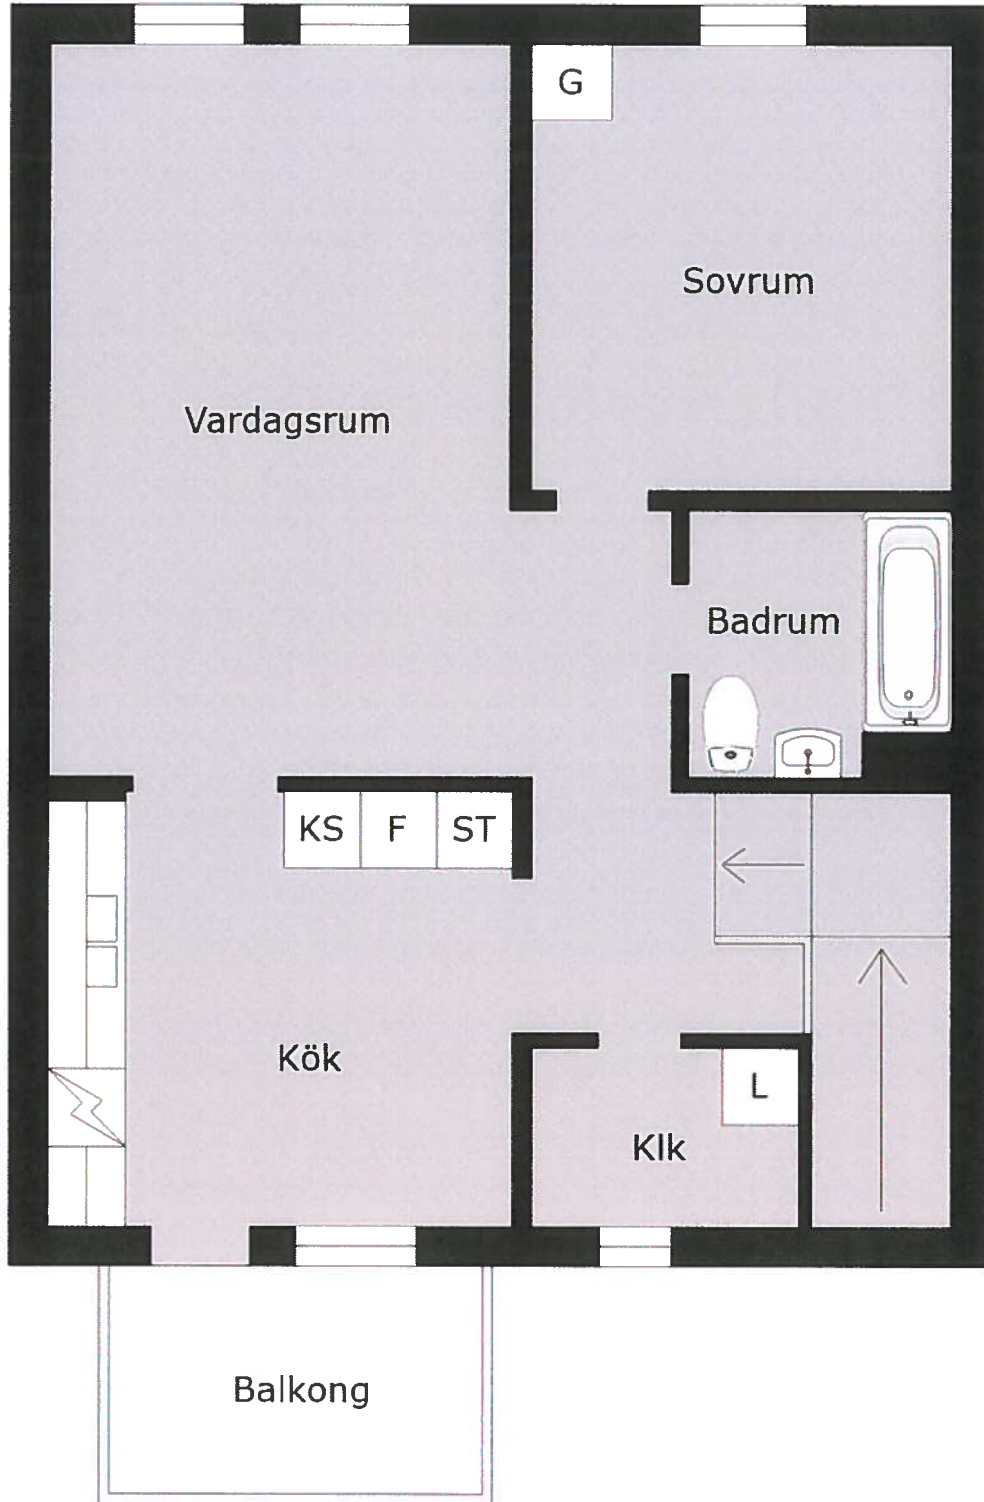 G
Sovrum
Vardagsrum
Badrum
KS F ST
Kök
L
Klk
Balkong